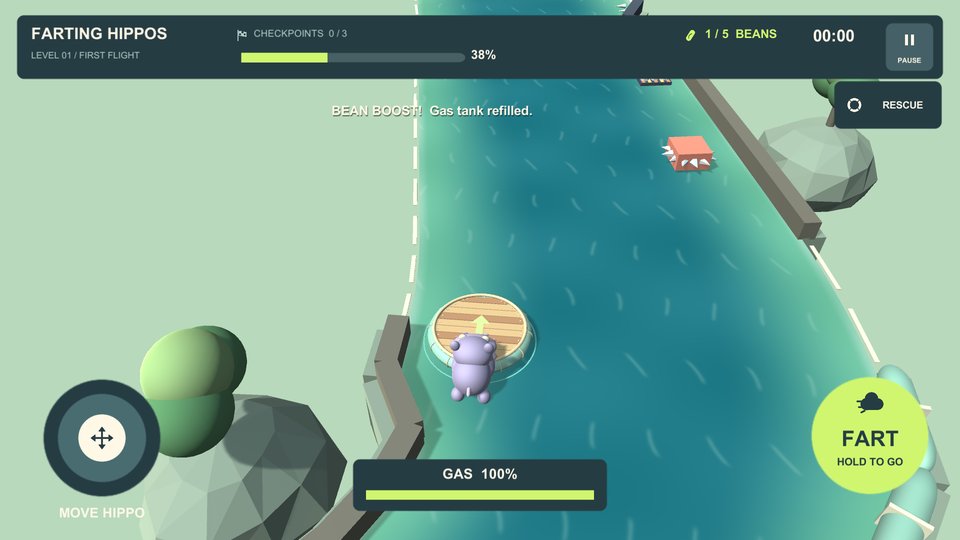 FARTING HIPPOS
LEVEL 01 / FIRST FLIGHT
CHECKPOINTS 0 / 3
38%
1 / 5 BEANS
00:00
PAUSE
RESCUE
BEAN BOOST! Gas tank refilled.
MOVE HIPPO
GAS 100%
FART
HOLD TO GO